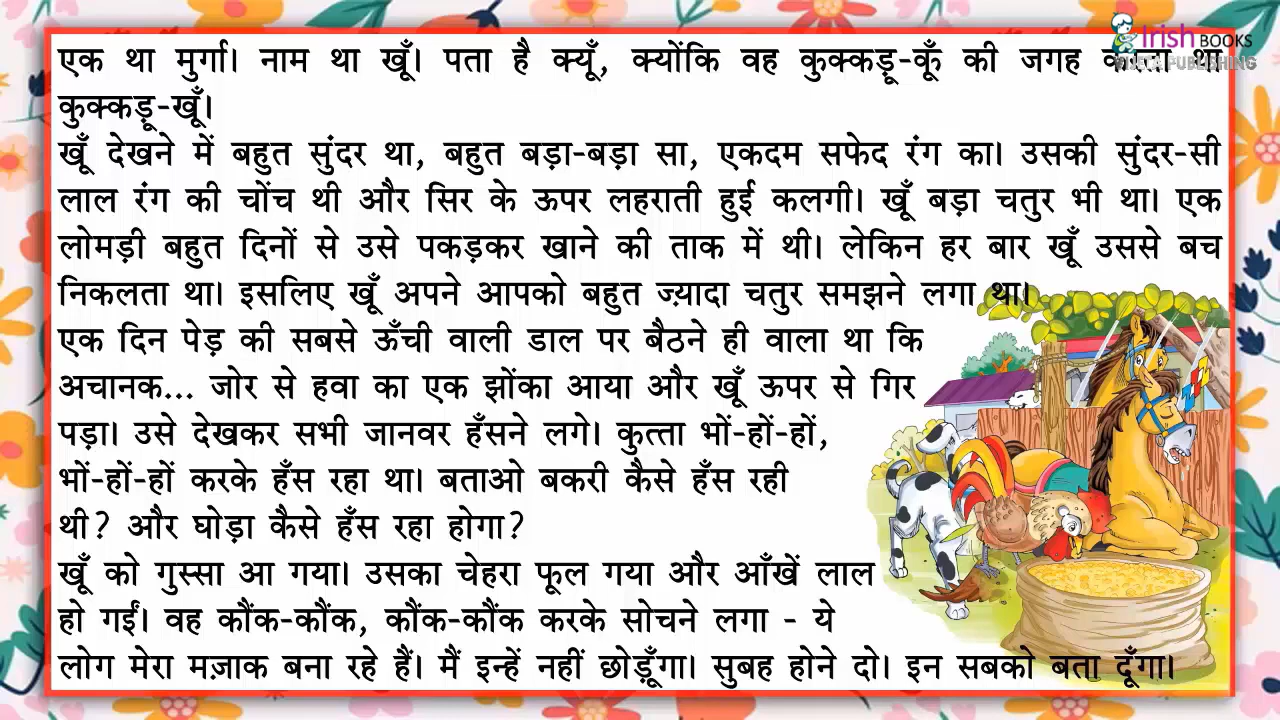 एक था मुर्गा। नाम था खूँ। पता है क्यूँ, क्योंकि वह कुक्कड़ू-कूँ की जगह करता था
Irish BOOKS
PUBLISHING
कुक्कड़ू-खूँ।
खूँ देखने में बहुत सुंदर था, बहुत बड़ा-बड़ा सा, एकदम सफेद रंग का। उसकी सुंदर-सी
लाल रंग की चोंच थी और सिर के ऊपर लहराती हुई कलगी। खूँ बड़ा चतुर भी था। एक
लोमड़ी बहुत दिनों से उसे पकड़कर खाने की ताक में थी। लेकिन हर बार खूँ उससे बच
निकलता था। इसलिए खूँ अपने आपको बहुत ज़्यादा चतुर समझने लगा था।
एक दिन पेड़ की सबसे ऊँची वाली डाल पर बैठने ही वाला था कि
अचानक... जोर से हवा का एक झोंका आया और खूँ ऊपर से गिर
पड़ा। उसे देखकर सभी जानवर हँसने लगे। कुत्ता भों-हों-हों,
भों-हों-हों करके हँस रहा था। बताओ बकरी कैसे हँस रही
थी? और घोड़ा कैसे हँस रहा होगा?
खूँ को गुस्सा आ गया। उसका चेहरा फूल गया और आँखें लाल
हो गईं। वह कौंक-कौंक, कौंक-कौंक करके सोचने लगा - ये
लोग मेरा मज़ाक बना रहे हैं। मैं इन्हें नहीं छोड़ूँगा। सुबह होने दो। इन सबको बता दूँगा।